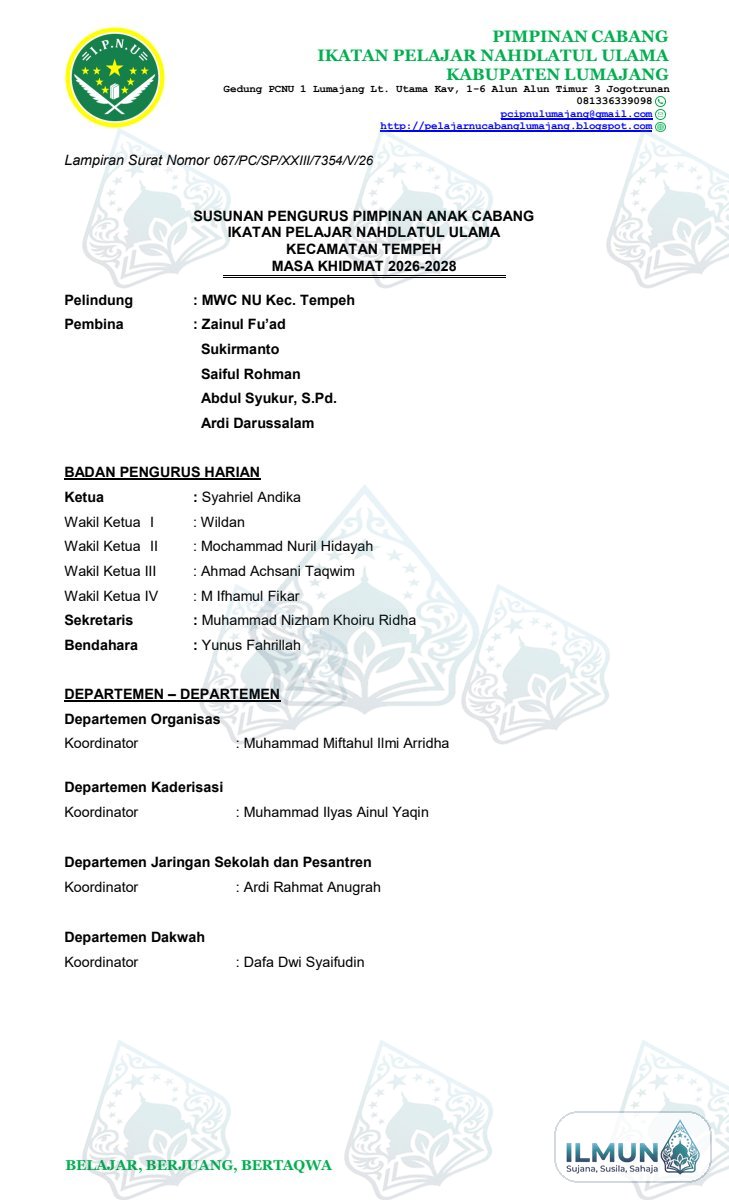 I.P.N.U
PIMPINAN CABANG
IKATAN PELAJAR NAHDLATUL ULAMA
KABUPATEN LUMAJANG
Gedung PCNU 1 Lumajang Lt. Utama Kav, 1-6 Alun Alun Timur 3 Jogotrunan
081336339098
pcipnulumajang@gmail.com
http://pelajarnucabanglumajang.blogspot.com
Lampiran Surat Nomor 067/PC/SP/XXIII/7354/V/26
SUSUNAN PENGURUS PIMPINAN ANAK CABANG
IKATAN PELAJAR NAHDLATUL ULAMA
KECAMATAN TEMPEH
MASA KHIDMAT 2026-2028
Pelindung : MWC NU Kec. Tempeh
Pembina : Zainul Fu’ad
Sukirmanto
Saiful Rohman
Abdul Syukur, S.Pd.
Ardi Darussalam
BADAN PENGURUS HARIAN
Ketua : Syahriel Andika
Wakil Ketua I : Wildan
Wakil Ketua II : Mochammad Nuril Hidayah
Wakil Ketua III : Ahmad Achsani Taqwim
Wakil Ketua IV : M Ifhamul Fikar
Sekretaris : Muhammad Nizham Khoiru Ridha
Bendahara : Yunus Fahrillah
DEPARTEMEN – DEPARTEMEN
Departemen Organisas
Koordinator : Muhammad Miftahul Ilmi Arridha
Departemen Kaderisasi
Koordinator : Muhammad Ilyas Ainul Yaqin
Departemen Jaringan Sekolah dan Pesantren
Koordinator : Ardi Rahmat Anugrah
Departemen Dakwah
Koordinator : Dafa Dwi Syaifudin
BELAJAR, BERJUANG, BERTAQWA
ILMUN
Sujana, Susila, Sahaja